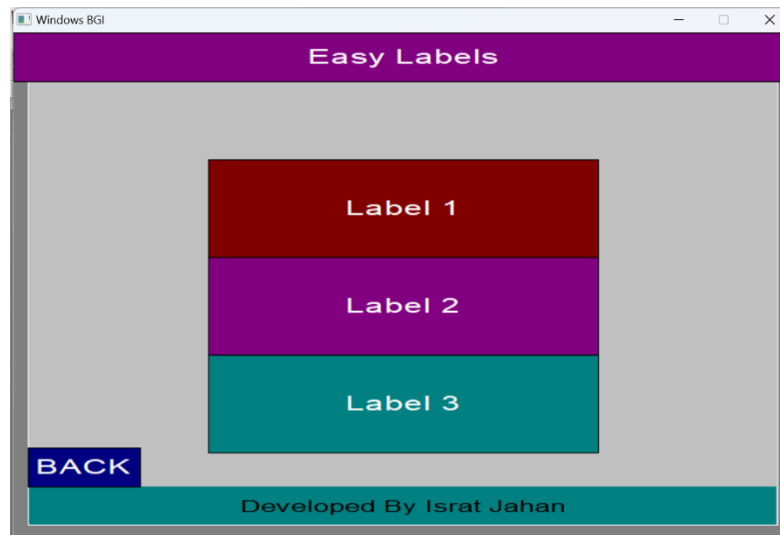 Windows BGI
Easy Labels
Label 1
Label 2
Label 3
BACK
Developed By Israt Jahan